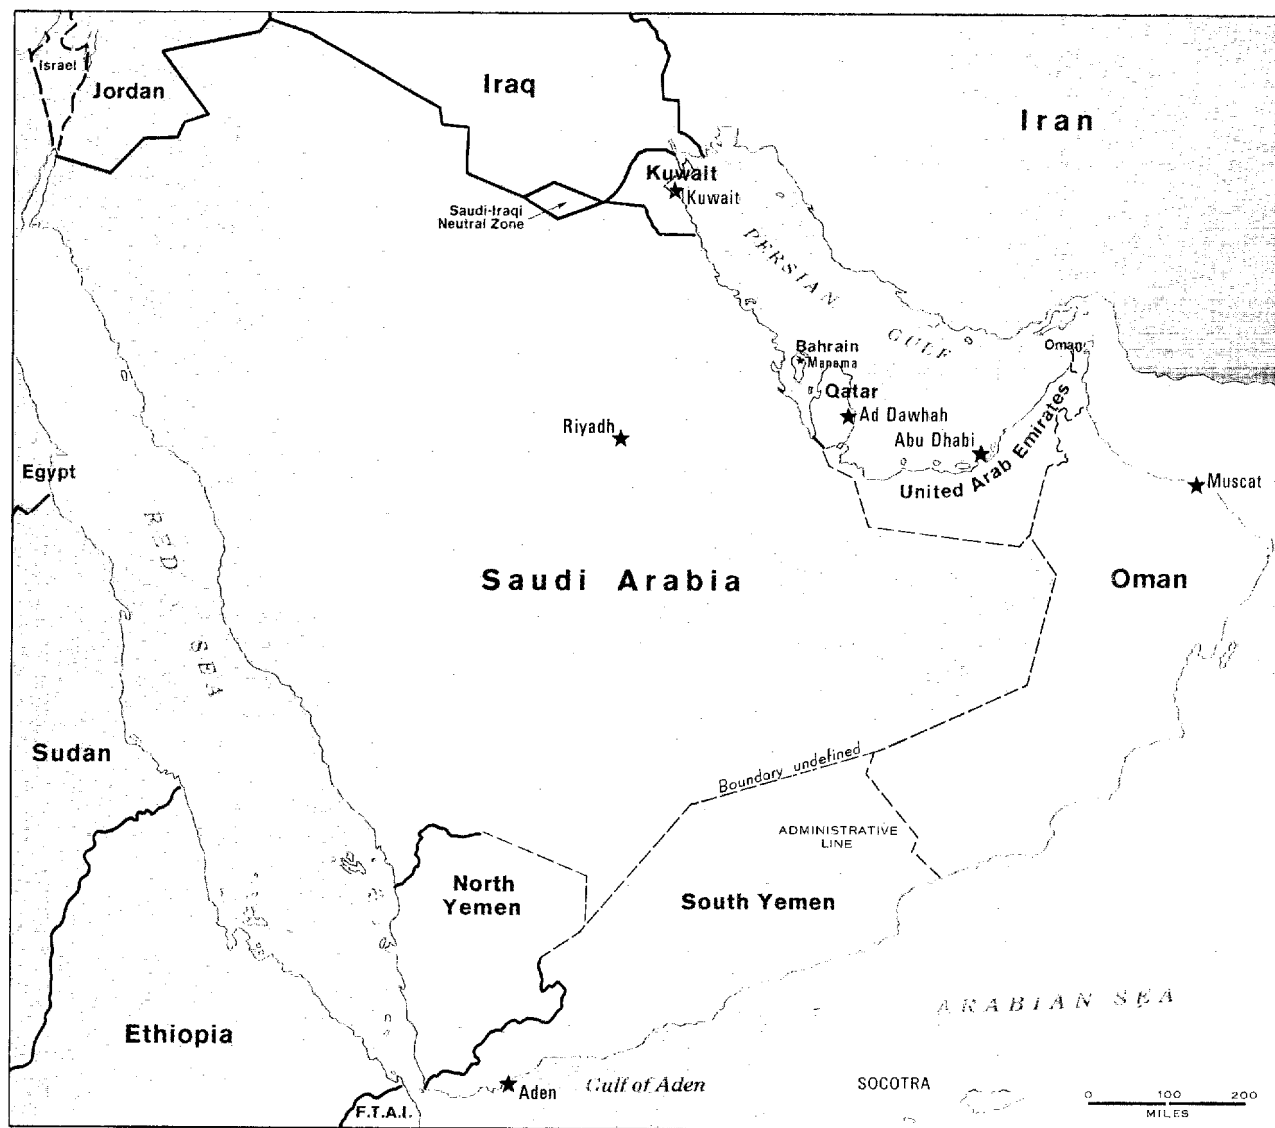 Israel
Jordan
Iraq
Iran
Kuwait
Kuwait
Saudi-Iraqi
Neutral Zone
PERSIAN
GULF
Bahrain
Manama
Oman
Qatar
Ad Dawhah
Riyadh
Abu Dhabi
United Arab Emirates
Egypt
Muscat
RED
SEA
Saudi Arabia
Oman
Sudan
Boundary undefined
ADMINISTRATIVE
LINE
North
Yemen
South Yemen
ARABIAN SEA
Ethiopia
Gulf of Aden
SOCOTRA
Aden
F.T.A.I.
0 100 200
MILES